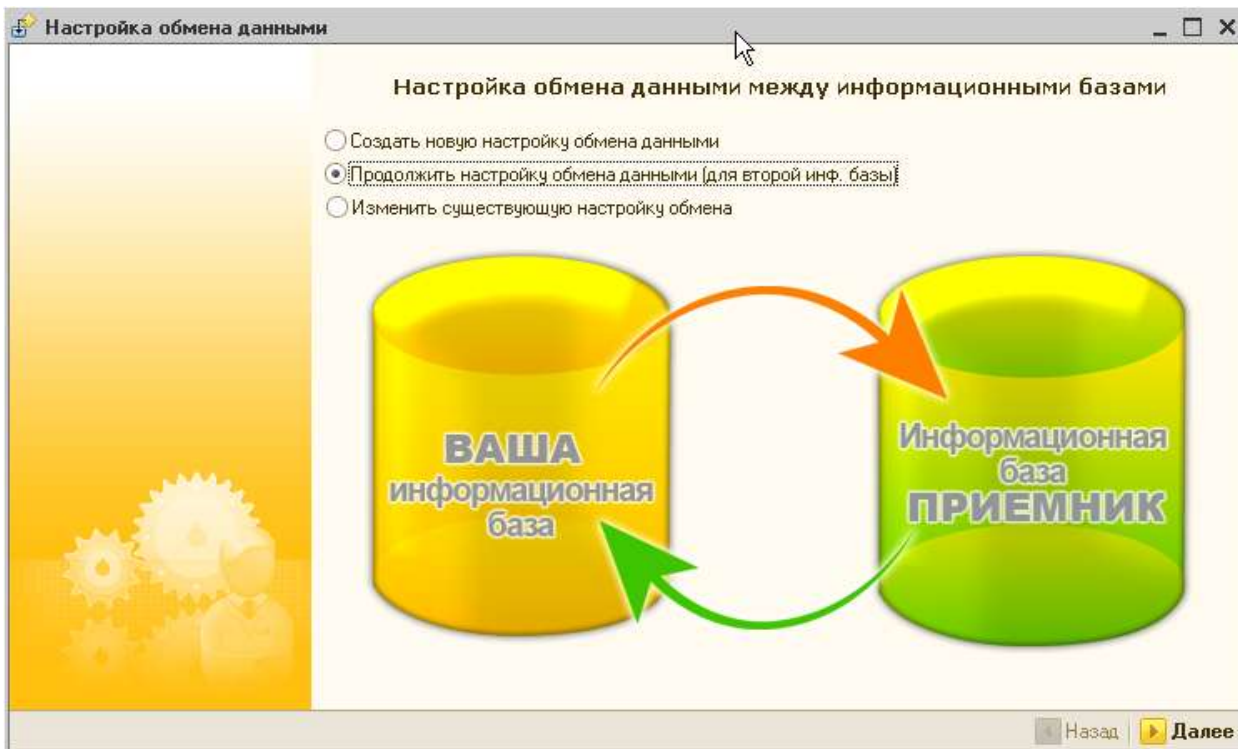 Настройка обмена данными
Настройка обмена данными между информационными базами
Создать новую настройку обмена данными
Продолжить настройку обмена данными (для второй инф. базы)
Изменить существующую настройку обмена
ВАША
информационная
база
Информационная
база
ПРИЕМНИК
Назад Далее